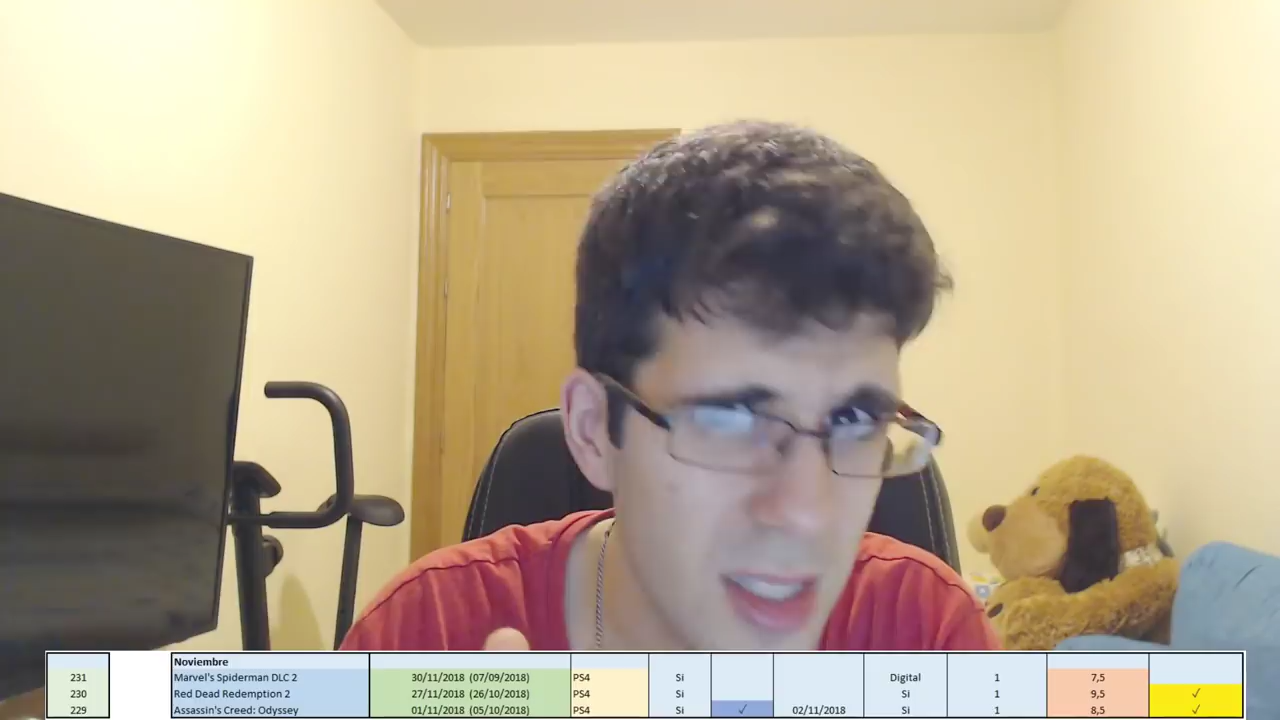 Noviembre
231 Marvel's Spiderman DLC 2 30/11/2018 (07/09/2018) PS4 Si Digital 1 7,5
230 Red Dead Redemption 2 27/11/2018 (26/10/2018) PS4 Si Si 1 9,5 ✓
229 Assassin's Creed: Odyssey 01/11/2018 (05/10/2018) PS4 Si ✓ 02/11/2018 Si 1 8,5 ✓